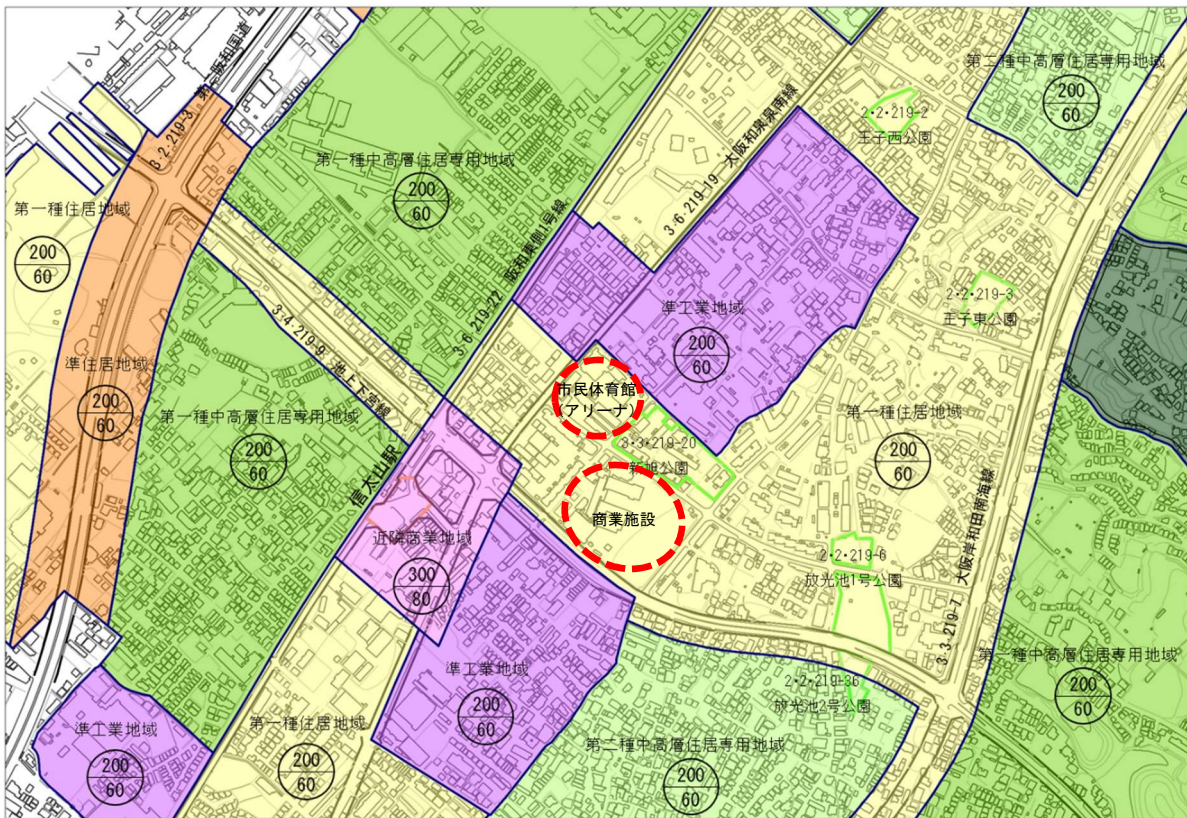 3・2・219-3 第二阪和国道
第二種中高層住居専用地域
200
60
2・2・219-2
王子西公園
第一種中高層住居専用地域
200
60
3・6・219-19 大阪和泉泉南線
第一種住居地域
200
60
3・6・219-22 阪和東側1号線
2・2・219-3
王子東公園
準工業地域
200
60
3・4・219-9 池上下宮線
準住居地域
200
60
市民体育館
(アリーナ)
第一種中高層住居専用地域
200
60
第一種住居地域
200
60
3・3・219-20
新旭公園
信太山駅
商業施設
近隣商業地域
300
80
2・2・219-6
放光池1号公園
3・3・219-1 大阪岸和田南海線
第一種中高層住居専用地域
200
60
準工業地域
200
60
2・2・219-36
放光池2号公園
準工業地域
200
60
第一種住居地域
200
60
第二種中高層住居専用地域
200
60